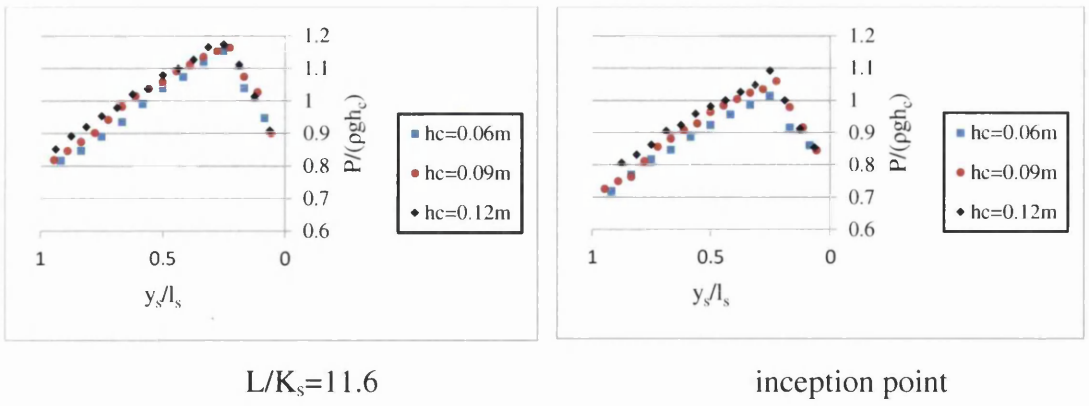 1.2
1.1
1
0.9
0.8
0.7
0.6
P/(ρghc)
1 0.5 0
ys/ls
hc=0.06m
hc=0.09m
hc=0.12m
L/Ks=11.6
1.2
1.1
1
0.9
0.8
0.7
0.6
P/(ρghc)
1 0.5 0
ys/ls
hc=0.06m
hc=0.09m
hc=0.12m
inception point